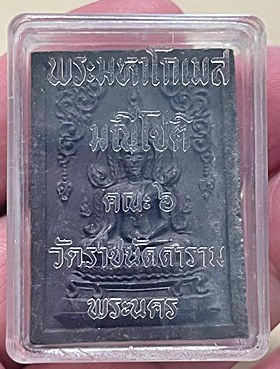 พระมหาโกเมส
มณีโชติ
คณะ ๖
วัดราชนัดดาราม
พระนคร